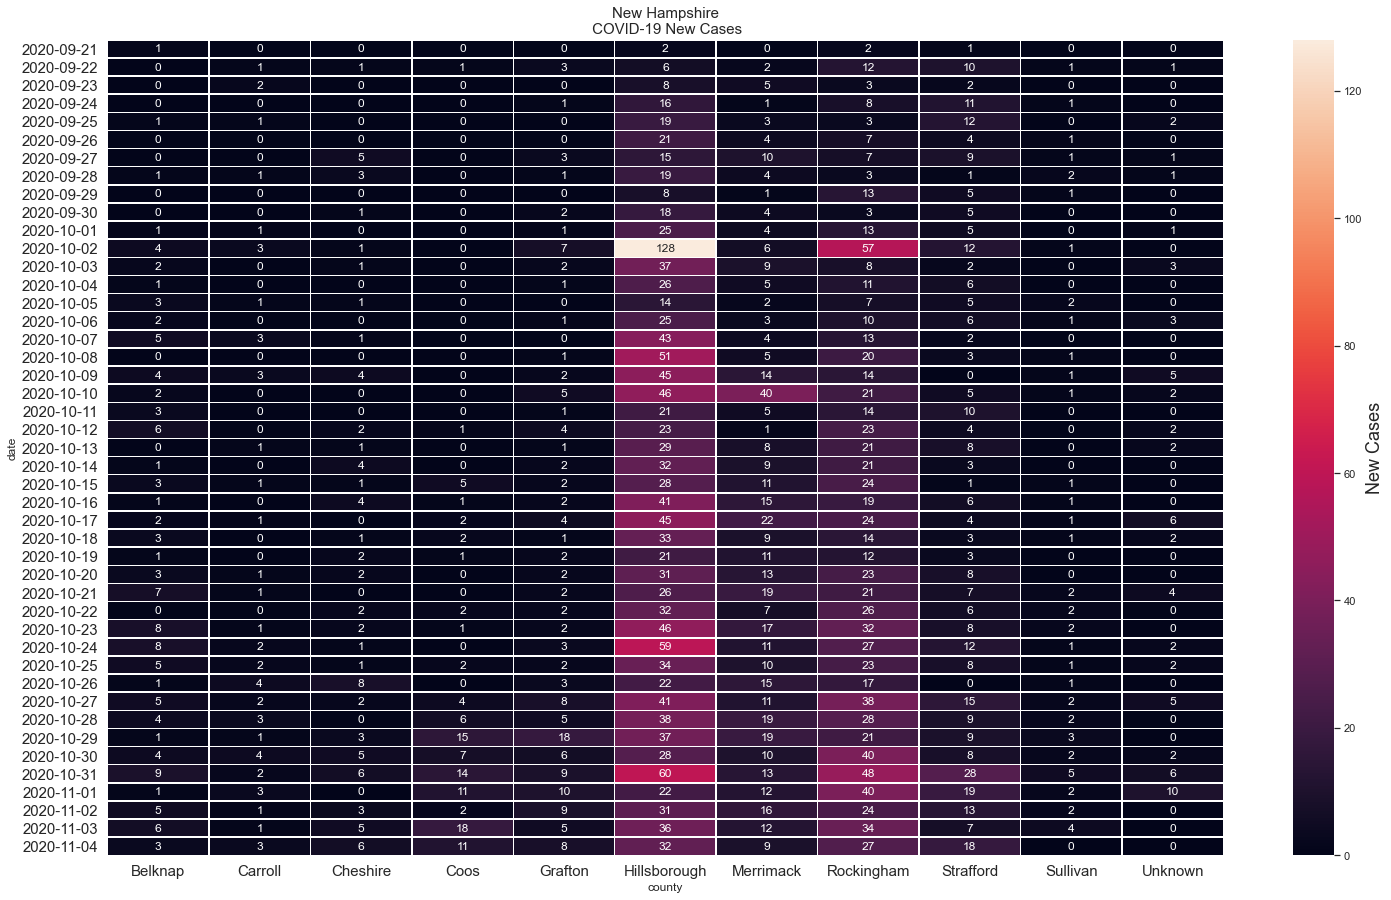 New Hampshire
COVID-19 New Cases
2020-09-21 1 0 0 0 0 2 0 2 1 0 0
2020-09-22 0 1 1 1 3 6 2 12 10 1 1
2020-09-23 0 2 0 0 0 8 5 3 2 0 0
2020-09-24 0 0 0 0 1 16 1 8 11 1 0
2020-09-25 1 1 0 0 0 19 3 3 12 0 2
2020-09-26 0 0 0 0 0 21 4 7 4 1 0
2020-09-27 0 0 5 0 3 15 10 7 9 1 1
2020-09-28 1 1 3 0 1 19 4 3 1 2 1
2020-09-29 0 0 0 0 0 8 1 13 5 1 0
2020-09-30 0 0 1 0 2 18 4 3 5 0 0
2020-10-01 1 1 0 0 1 25 4 13 5 0 1
2020-10-02 4 3 1 0 7 128 6 57 12 1 0
2020-10-03 2 0 1 0 2 37 9 8 2 0 3
2020-10-04 1 0 0 0 1 26 5 11 6 0 0
2020-10-05 3 1 1 0 0 14 2 7 5 2 0
2020-10-06 2 0 0 0 1 25 3 10 6 1 3
2020-10-07 5 3 1 0 0 43 4 13 2 0 0
2020-10-08 0 0 0 0 1 51 5 20 3 1 0
2020-10-09 4 3 4 0 2 45 14 14 0 1 5
2020-10-10 2 0 0 0 5 46 40 21 5 1 2
2020-10-11 3 0 0 0 1 21 5 14 10 0 0
2020-10-12 6 0 2 1 4 23 1 23 4 0 2
2020-10-13 0 1 1 0 1 29 8 21 8 0 2
2020-10-14 1 0 4 0 2 32 9 21 3 0 0
2020-10-15 3 1 1 5 2 28 11 24 1 1 0
2020-10-16 1 0 4 1 2 41 15 19 6 1 0
2020-10-17 2 1 0 2 4 45 22 24 4 1 6
2020-10-18 3 0 1 2 1 33 9 14 3 1 2
2020-10-19 1 0 2 1 2 21 11 12 3 0 0
2020-10-20 3 1 2 0 2 31 13 23 8 0 0
2020-10-21 7 1 0 0 2 26 19 21 7 2 4
2020-10-22 0 0 2 2 2 32 7 26 6 2 0
2020-10-23 8 1 2 1 2 46 17 32 8 2 0
2020-10-24 8 2 1 0 3 59 11 27 12 1 2
2020-10-25 5 2 1 2 2 34 10 23 8 1 2
2020-10-26 1 4 8 0 3 22 15 17 0 1 0
2020-10-27 5 2 2 4 8 41 11 38 15 2 5
2020-10-28 4 3 0 6 5 38 19 28 9 2 0
2020-10-29 1 1 3 15 18 37 19 21 9 3 0
2020-10-30 4 4 5 7 6 28 10 40 8 2 2
2020-10-31 9 2 6 14 9 60 13 48 28 5 6
2020-11-01 1 3 0 11 10 22 12 40 19 2 10
2020-11-02 5 1 3 2 9 31 16 24 13 2 0
2020-11-03 6 1 5 18 5 36 12 34 7 4 0
2020-11-04 3 3 6 11 8 32 9 27 18 0 0
Belknap Carroll Cheshire Coos Grafton Hillsborough Merrimack Rockingham Strafford Sullivan Unknown
county
date
120
100
80
60
40
20
0
New Cases